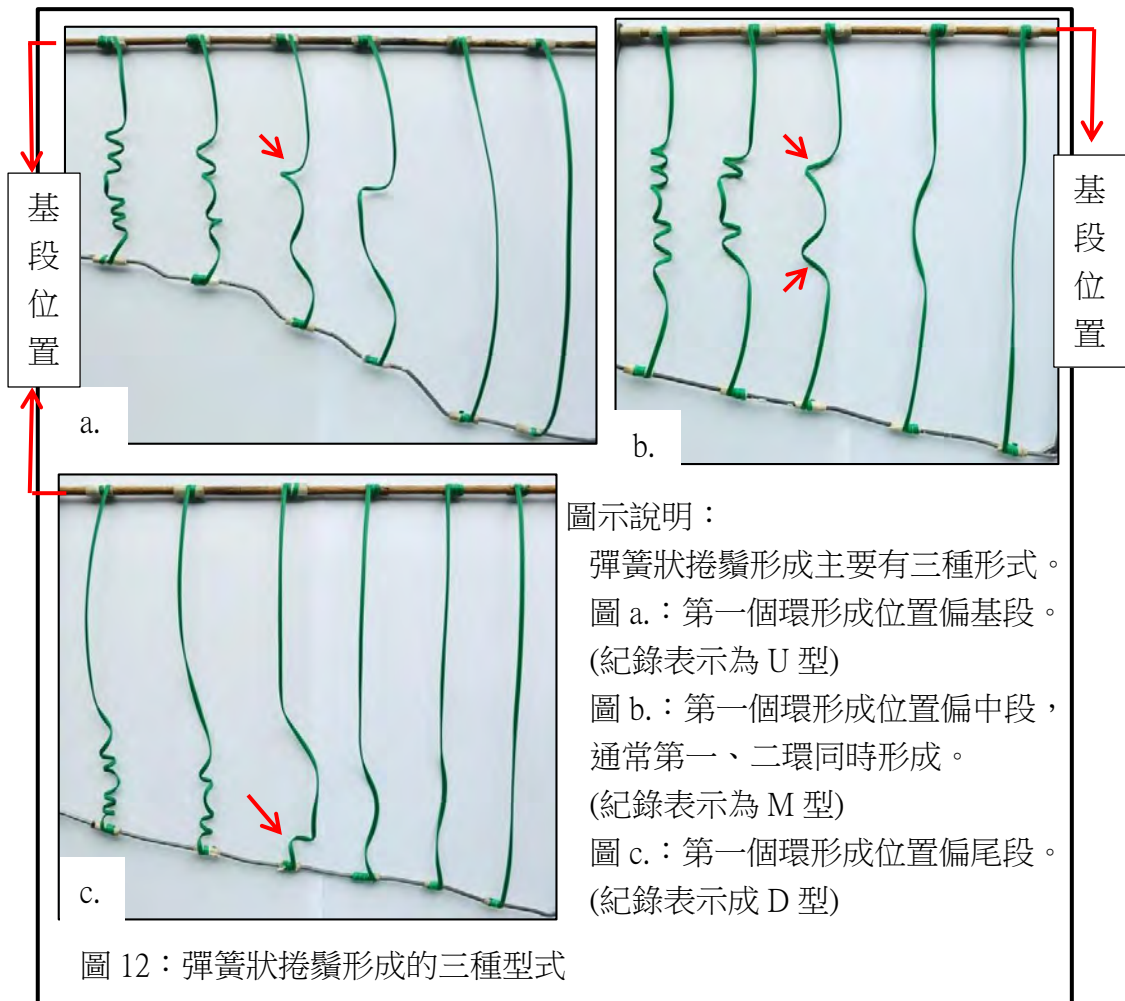 基段位置
基段位置
a.
b.
c.
圖示說明：
彈簧狀捲鬚形成主要有三種形式。
圖 a.：第一個環形成位置偏基段。
(紀錄表示為 U 型)
圖 b.：第一個環形成位置偏中段，
通常第一、二環同時形成。
(紀錄表示為 M 型)
圖 c.：第一個環形成位置偏尾段。
(紀錄表示成 D 型)
圖 12：彈簧狀捲鬚形成的三種型式